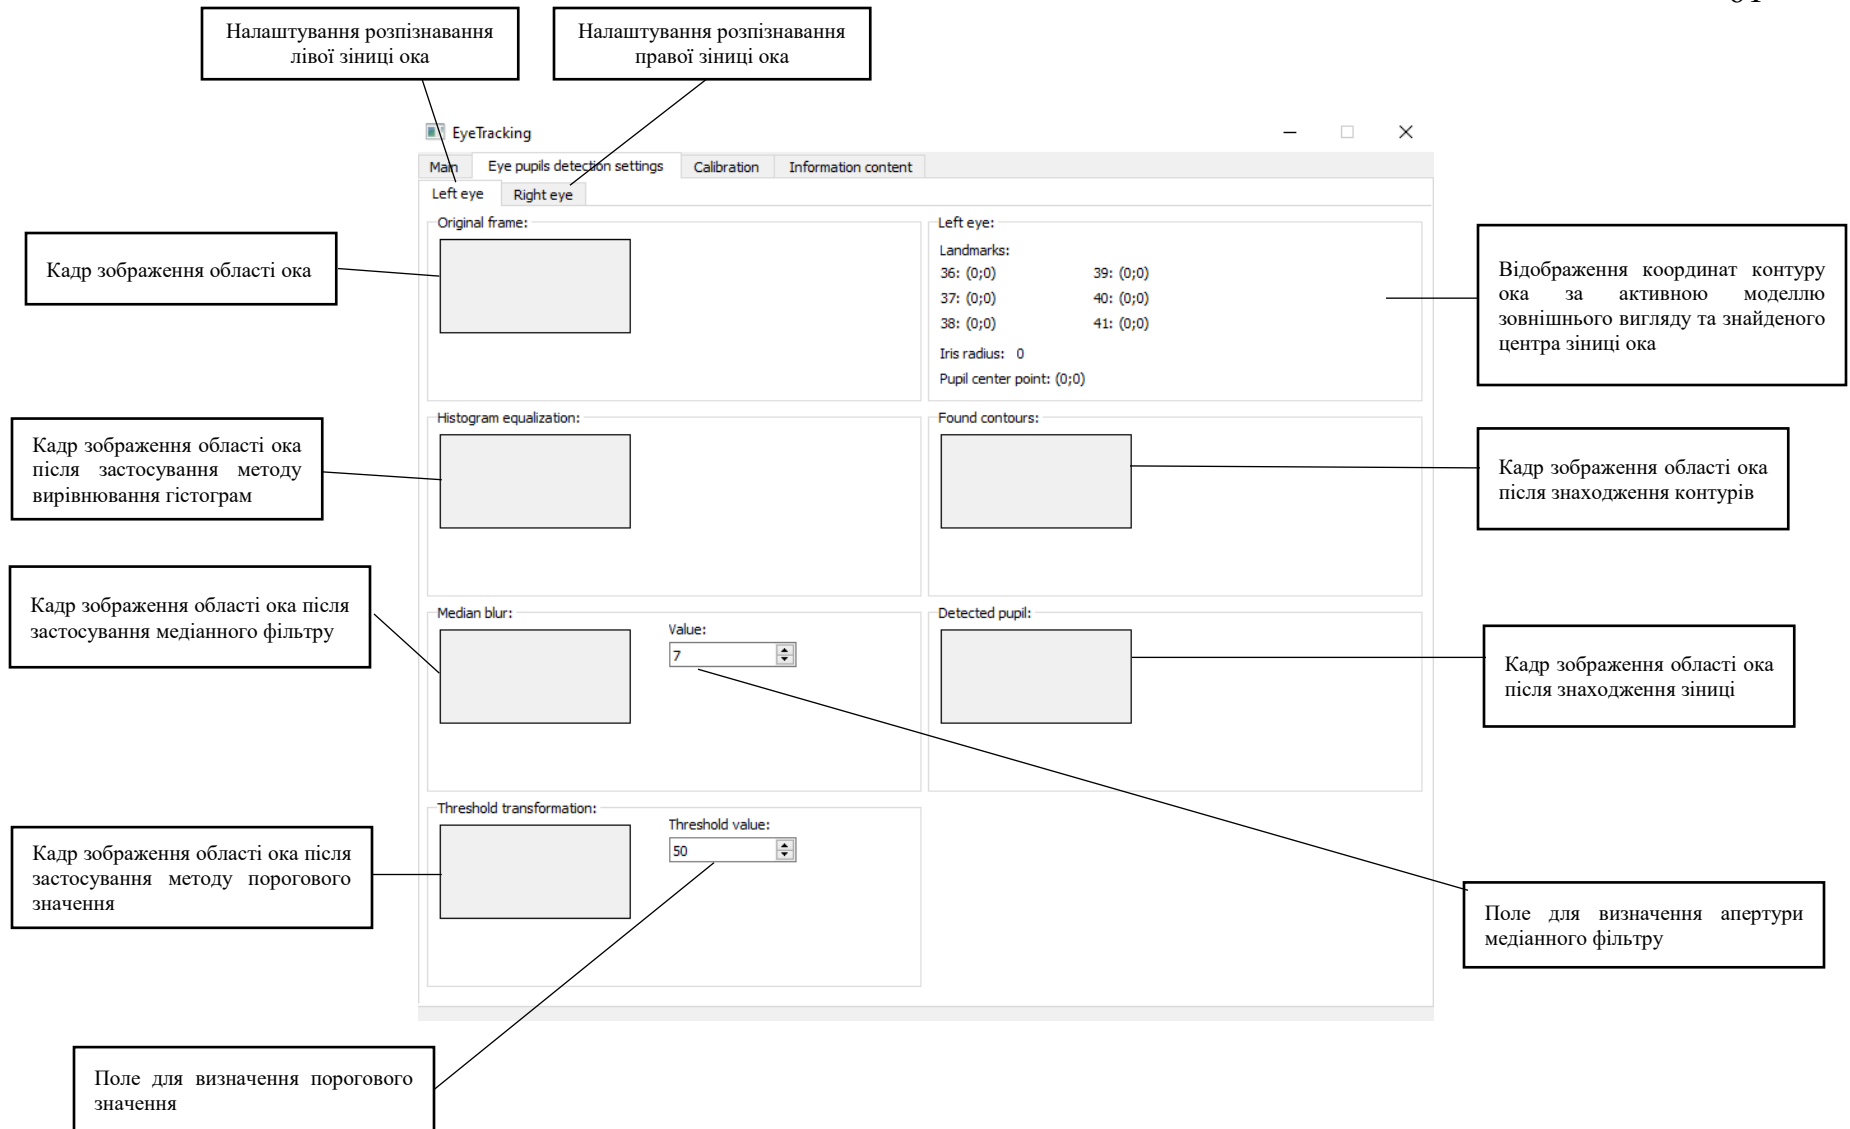 Налаштування розпізнавання
лівої зіниці ока
Налаштування розпізнавання
правої зіниці ока
EyeTracking
Main
Eye pupils detection settings
Calibration
Information content
Left eye
Right eye
Original frame:
Left eye:
Landmarks:
36: (0;0)
39: (0;0)
37: (0;0)
40: (0;0)
38: (0;0)
41: (0;0)
Iris radius: 0
Pupil center point: (0;0)
Кадр зображення області ока
Відображення координат контуру
ока за активною моделлю
зовнішнього вигляду та знайденого
центра зіниці ока
Histogram equalization:
Found contours:
Кадр зображення області ока
після застосування методу
вирівнювання гістограм
Кадр зображення області ока
після знаходження контурів
Median blur:
Value:
7
Detected pupil:
Кадр зображення області ока після
застосування медіанного фільтру
Кадр зображення області ока
після знаходження зіниці
Threshold transformation:
Threshold value:
50
Кадр зображення області ока після
застосування методу порогового
значення
Поле для визначення апертури
медіанного фільтру
Поле для визначення порогового
значення